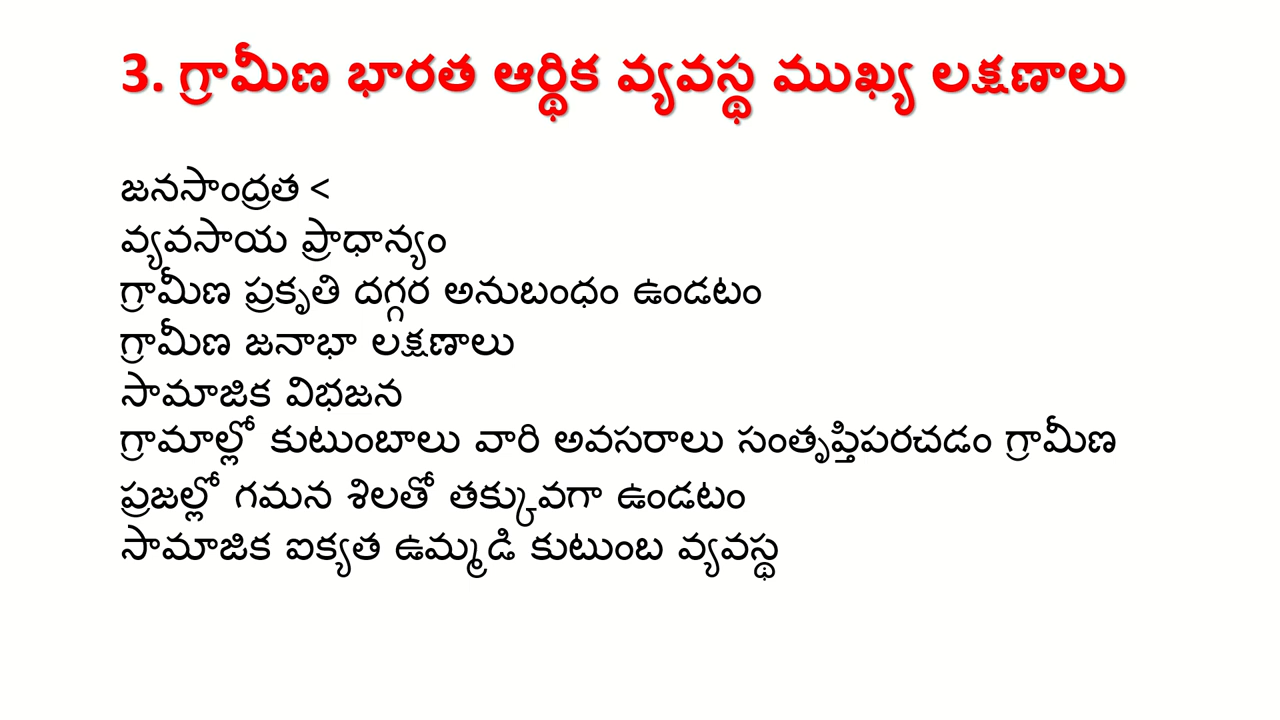 3. గ్రామీణ భారత ఆర్థిక వ్యవస్థ ముఖ్య లక్షణాలు
జనసాంద్రత <
వ్యవసాయ ప్రాధాన్యం
గ్రామీణ ప్రకృతి దగ్గర అనుబంధం ఉండటం
గ్రామీణ జనాభా లక్షణాలు
సామాజిక విభజన
గ్రామాల్లో కుటుంబాలు వారి అవసరాలు సంతృప్తిపరచడం గ్రామీణ
ప్రజల్లో గమన శిలతో తక్కువగా ఉండటం
సామాజిక ఐక్యత ఉమ్మడి కుటుంబ వ్యవస్థ